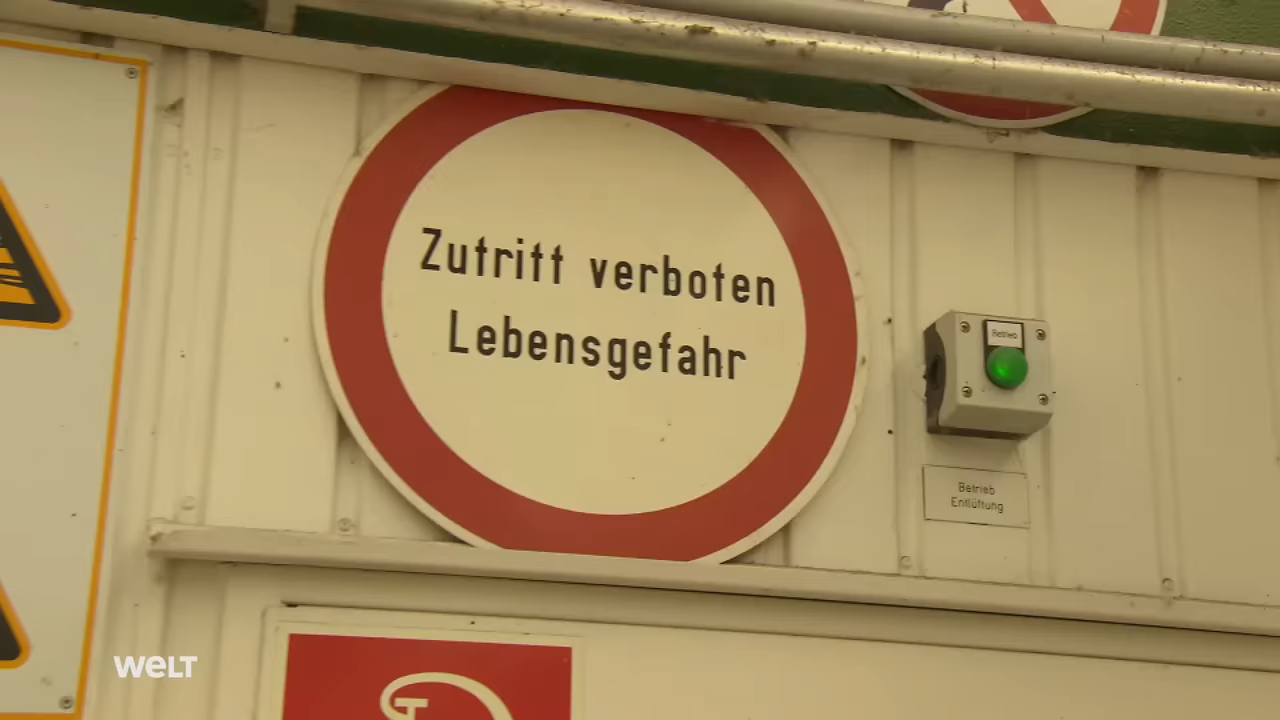 Zutritt verboten
Lebensgefahr
Betrieb
Betrieb
Entlüftung
WELT